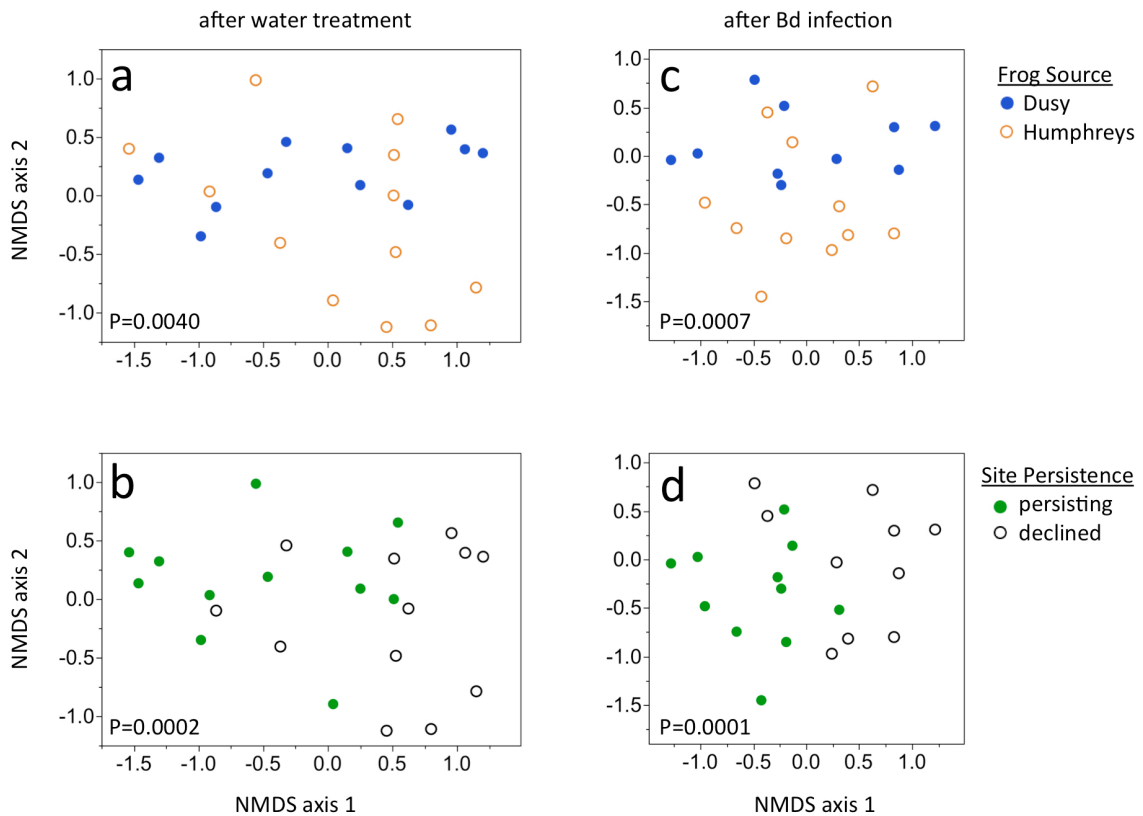 after water treatment
after Bd infection
a
1.0
0.5
0.0
-0.5
-1.0
NMDS axis 2
P=0.0040
-1.5 -1.0 -0.5 0.0 0.5 1.0
c
1.0
0.5
0.0
-0.5
-1.0
-1.5
P=0.0007
-1.0 -0.5 0.0 0.5 1.0
Frog Source
Dusy
Humphreys
b
1.0
0.5
0.0
-0.5
-1.0
NMDS axis 2
P=0.0002
-1.5 -1.0 -0.5 0.0 0.5 1.0
NMDS axis 1
d
1.0
0.5
0.0
-0.5
-1.0
-1.5
P=0.0001
-1.0 -0.5 0.0 0.5 1.0
NMDS axis 1
Site Persistence
persisting
declined